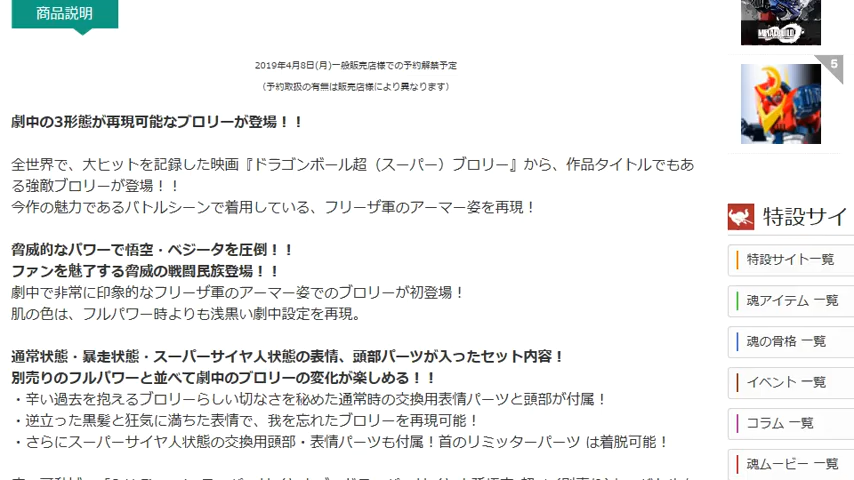 商品説明
2019年4月8日(月)一般販売店様での予約解禁予定
（予約取扱の有無は販売店様により異なります）
劇中の3形態が再現可能なブロリーが登場！！
全世界で、大ヒットを記録した映画『ドラゴンボール超（スーパー）ブロリー』から、作品タイトルでもあ
る強敵ブロリーが登場！！
今作の魅力であるバトルシーンで着用している、フリーザ軍のアーマー姿を再現！
脅威的なパワーで悟空・ベジータを圧倒！！
ファンを魅了する脅威の戦闘民族登場！！
劇中で非常に印象的なフリーザ軍のアーマー姿でのブロリーが初登場！
肌の色は、フルパワー時よりも浅黒い劇中設定を再現。
通常状態・暴走状態・スーパーサイヤ人状態の表情、頭部パーツが入ったセット内容！
別売りのフルパワーと並べて劇中のブロリーの変化が楽しめる！！
・辛い過去を抱えるブロリーらしい切なさを秘めた通常時の交換用表情パーツと頭部が付属！
・逆立った黒髪と狂気に満ちた表情で、我を忘れたブロリーを再現可能！
・さらにスーパーサイヤ人状態の交換用頭部・表情パーツも付属！首のリミッターパーツ は着脱可能！
5
特設サイ
特設サイト一覧
魂アイテム 一覧
魂の骨格 一覧
イベント 一覧
コラム 一覧
魂ムービー 一覧